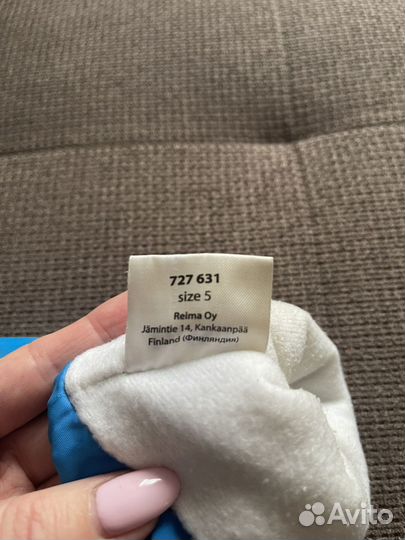 727 631
size 5
Reima Oy
Jämintie 14, Kankaanpää
Finland (Финляндия)
Avito